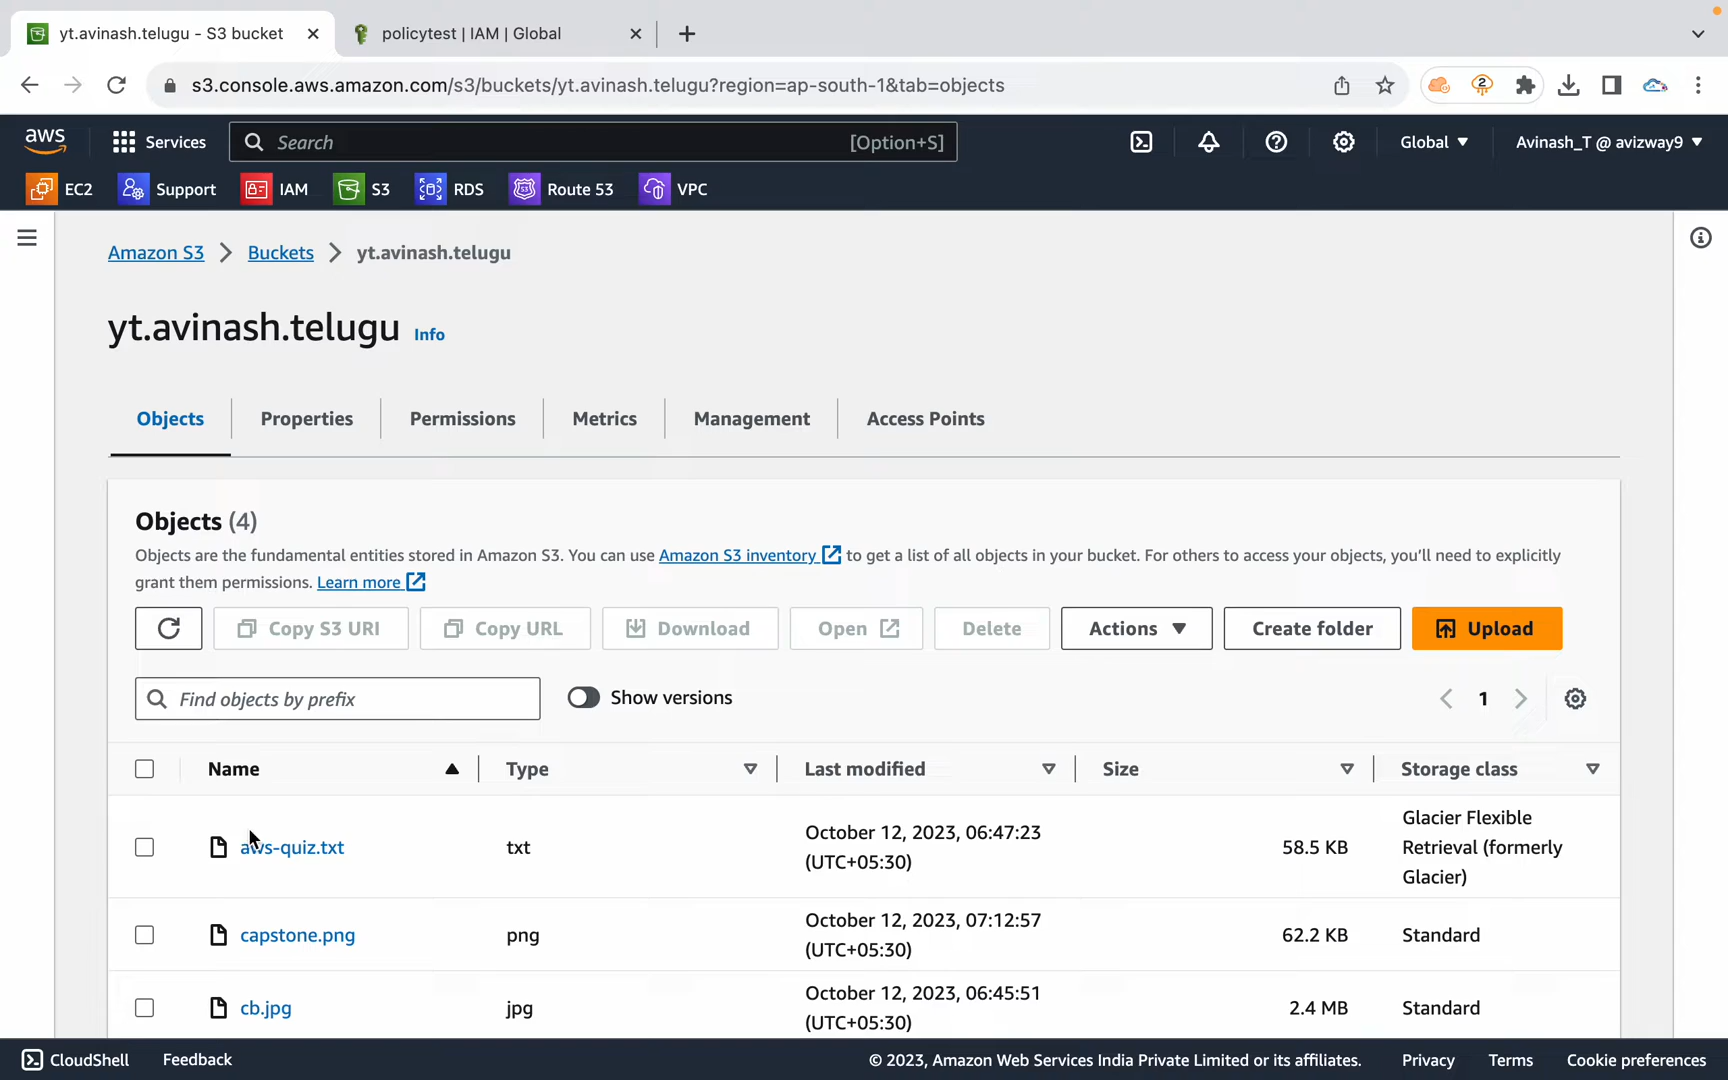 yt.avinash.telugu - S3 bucket
policytest | IAM | Global
s3.console.aws.amazon.com/s3/buckets/yt.avinash.telugu?region=ap-south-1&tab=objects
2
aws
Services
Search
[Option+S]
Global
Avinash_T @ avizway9
EC2
Support
IAM
S3
RDS
Route 53
VPC
Amazon S3
Buckets
yt.avinash.telugu
yt.avinash.telugu Info
Objects
Properties
Permissions
Metrics
Management
Access Points
Objects (4)
Objects are the fundamental entities stored in Amazon S3. You can use Amazon S3 inventory to get a list of all objects in your bucket. For others to access your objects, you'll need to explicitly
grant them permissions. Learn more
Copy S3 URI
Copy URL
Download
Open
Delete
Actions
Create folder
Upload
Find objects by prefix
Show versions
1
Name
Type
Last modified
Size
Storage class
aws-quiz.txt
txt
October 12, 2023, 06:47:23
(UTC+05:30)
58.5 KB
Glacier Flexible
Retrieval (formerly
Glacier)
capstone.png
png
October 12, 2023, 07:12:57
(UTC+05:30)
62.2 KB
Standard
cb.jpg
jpg
October 12, 2023, 06:45:51
(UTC+05:30)
2.4 MB
Standard
CloudShell
Feedback
© 2023, Amazon Web Services India Private Limited or its affiliates.
Privacy
Terms
Cookie preferences